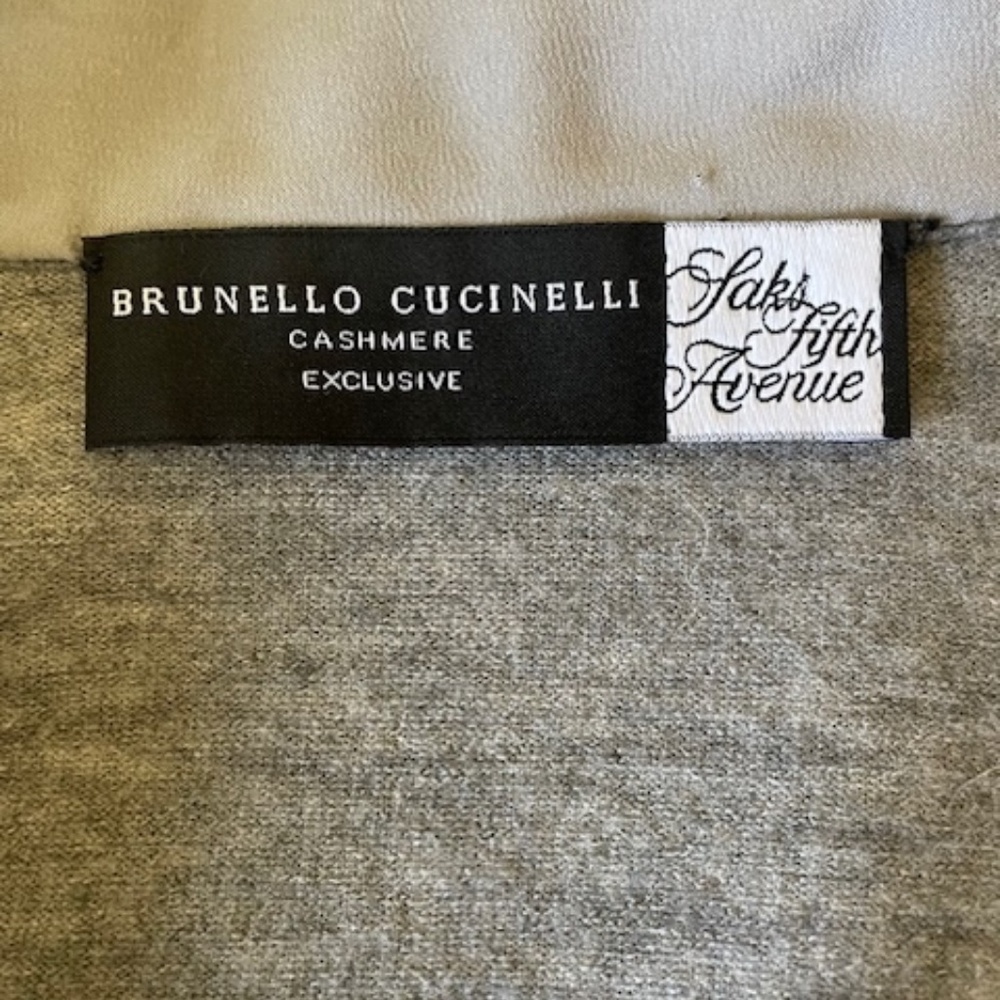 BRUNELLO CUCINELLI
CASHMERE
EXCLUSIVE
Saks
Fifth
Avenue